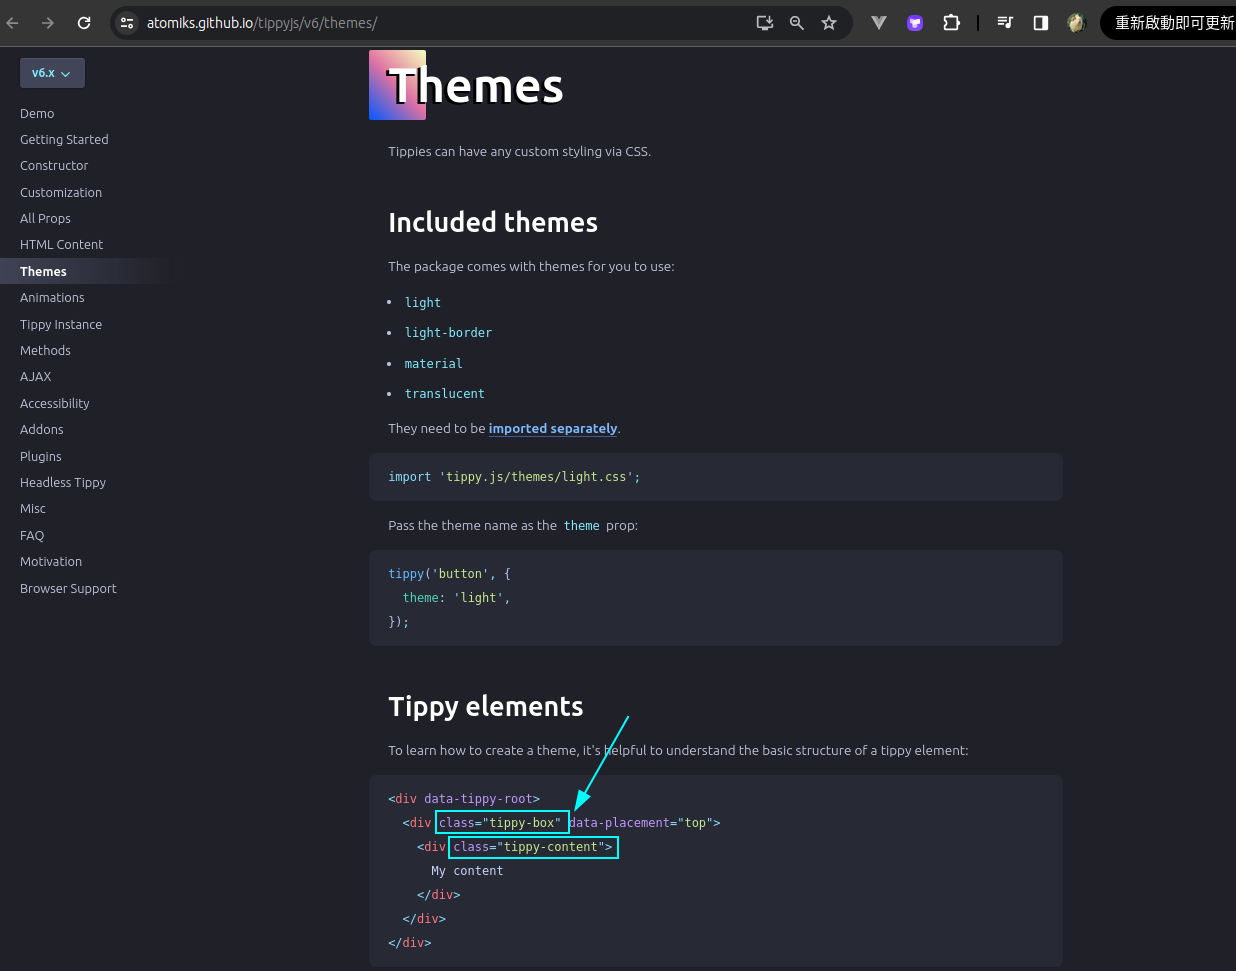 atomiks.github.io/tippyjs/v6/themes/
重新啟動即可更新
v6.x
Demo
Getting Started
Constructor
Customization
All Props
HTML Content
Themes
Animations
Tippy Instance
Methods
AJAX
Accessibility
Addons
Plugins
Headless Tippy
Misc
FAQ
Motivation
Browser Support
Themes
Tippies can have any custom styling via CSS.
Included themes
The package comes with themes for you to use:
• light
• light-border
• material
• translucent
They need to be imported separately.
import 'tippy.js/themes/light.css';
Pass the theme name as the theme prop:
tippy('button', {
  theme: 'light',
});
Tippy elements
To learn how to create a theme, it's helpful to understand the basic structure of a tippy element:
<div data-tippy-root>
  <div class="tippy-box" data-placement="top">
    <div class="tippy-content">
      My content
    </div>
  </div>
</div>